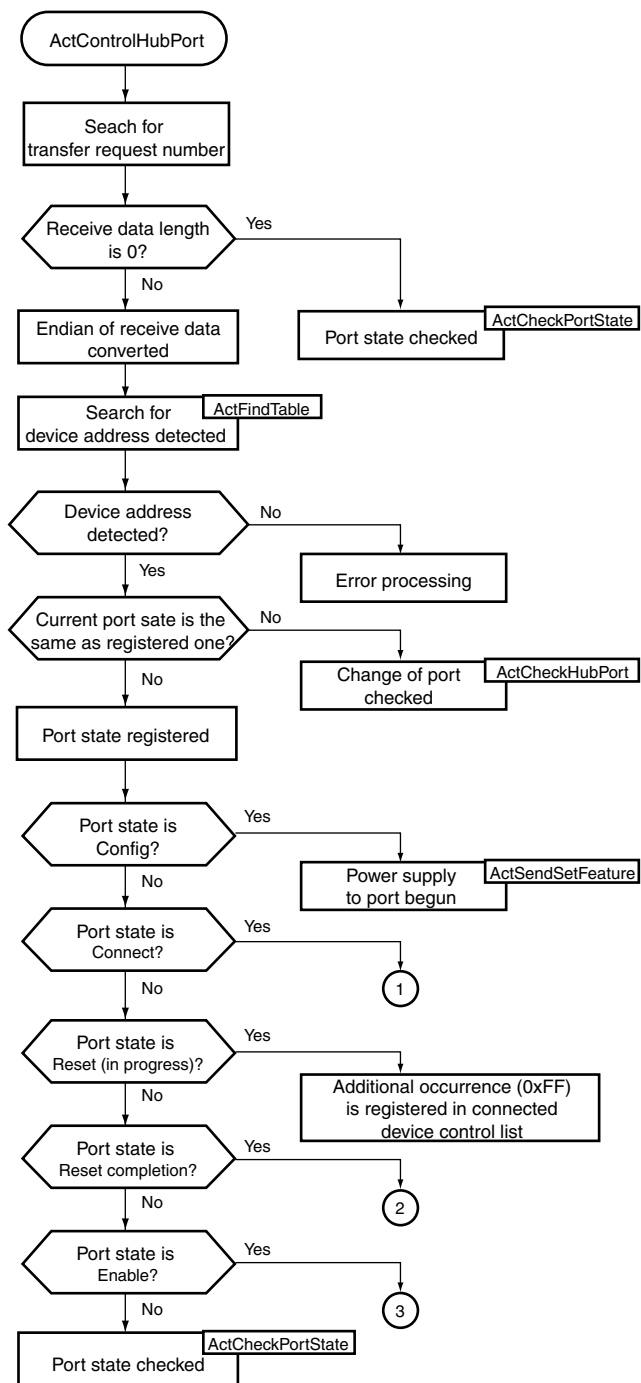 ActControlHubPort
Seach for
transfer request number
Receive data length
is 0?
Yes
No
Port state checked
ActCheckPortState
Endian of receive data
converted
Search for
device address detected
ActFindTable
Device address
detected?
No
Yes
Error processing
Current port sate is the
same as registered one?
No
No
Change of port
checked
ActCheckHubPort
Port state registered
Port state is
Config?
Yes
No
Power supply
to port begun
ActSendSetFeature
Port state is
Connect?
Yes
No
1
Port state is
Reset (in progress)?
Yes
No
Additional occurrence (0xFF)
is registered in connected
device control list
Port state is
Reset completion?
Yes
No
2
Port state is
Enable?
Yes
No
3
Port state checked
ActCheckPortState